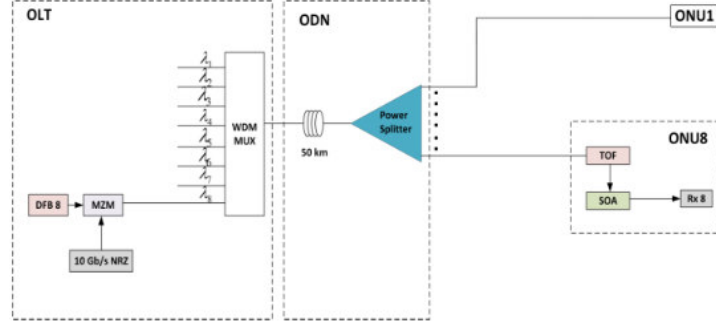 OLT
ODN
ONU1
λ1
λ2
λ3
λ4
λ5
λ6
λ7
λ8
WDM
MUX
50 km
Power
Splitter
ONU8
TOF
SOA
Rx 8
DFB 8
MZM
10 Gb/s NRZ